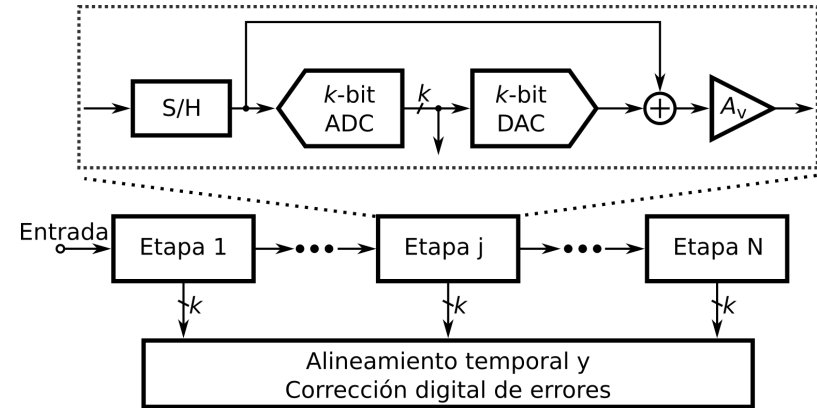 S/H
k-bit
ADC
k
k-bit
DAC
Av
Entrada
Etapa 1
Etapa j
Etapa N
k
k
k
Alineamiento temporal y
Corrección digital de errores